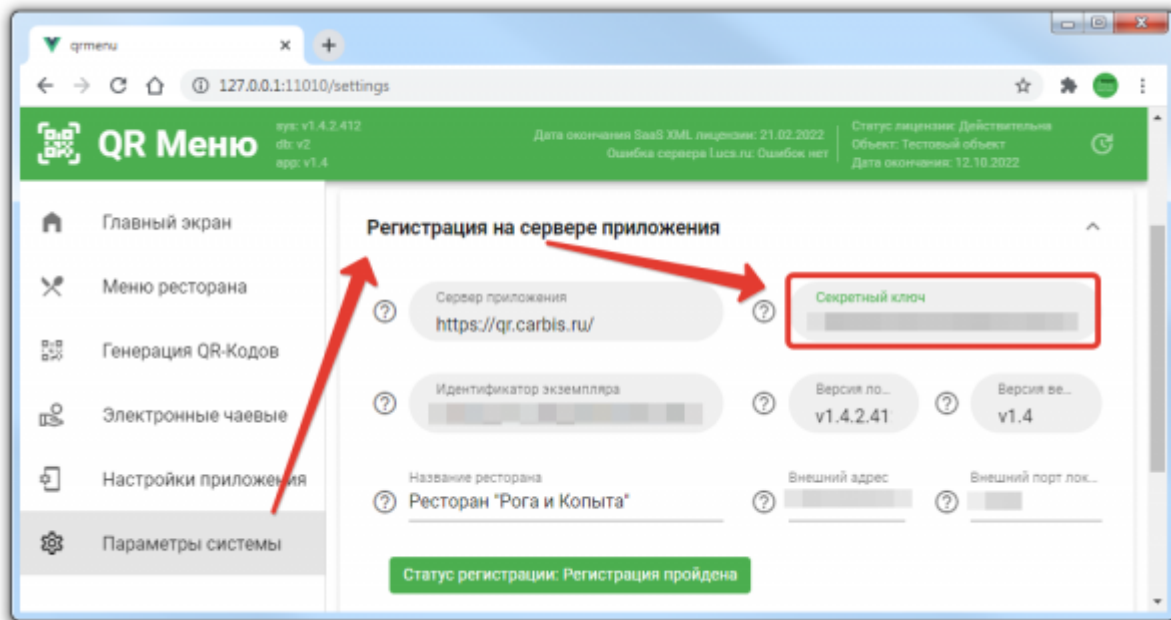 qrmenu
127.0.0.1:11010/settings
QR Меню
sys: v1.4.2.412
db: v2
app: v1.4
Дата окончания SaaS XML лицензии: 21.02.2022
Ошибка сервера l.ucs.ru: Ошибок нет
Статус лицензии: Действительна
Объект: Тестовый объект
Дата окончания: 12.10.2022
Главный экран
Меню ресторана
Генерация QR-Кодов
Электронные чаевые
Настройки приложения
Параметры системы
Регистрация на сервере приложения
Сервер приложения
https://qr.carbis.ru/
Секретный ключ
Идентификатор экземпляра
Версия ло...
v1.4.2.41
Версия ве...
v1.4
Название ресторана
Ресторан "Рога и Копыта"
Внешний адрес
Внешний порт лок...
Статус регистрации: Регистрация пройдена